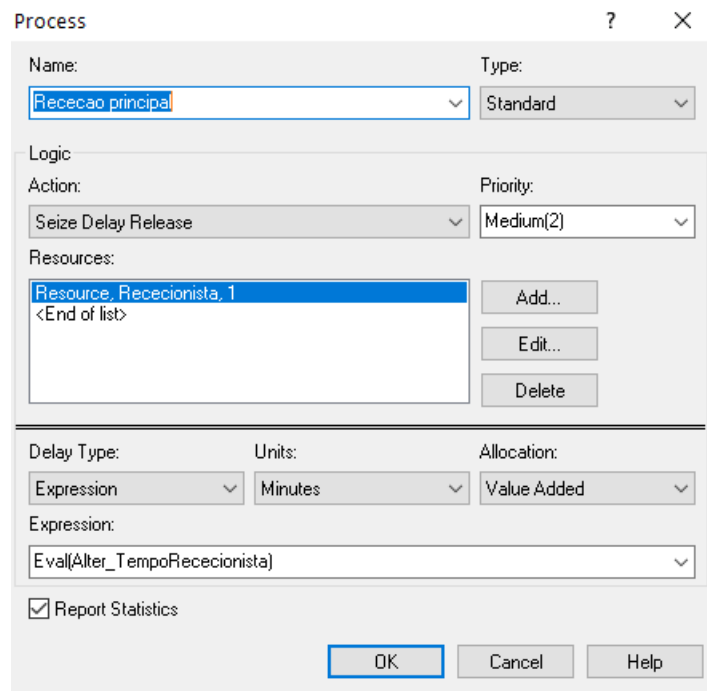 Process ? X
Name: Type:
Rececao principal Standard
Logic
Action: Priority:
Seize Delay Release Medium(2)
Resources:
Resource, Rececionista, 1 Add...
<End of list>
Edit...
Delete
Delay Type: Units: Allocation:
Expression Minutes Value Added
Expression:
Eval(Alter_TempoRececionista)
Report Statistics
OK Cancel Help